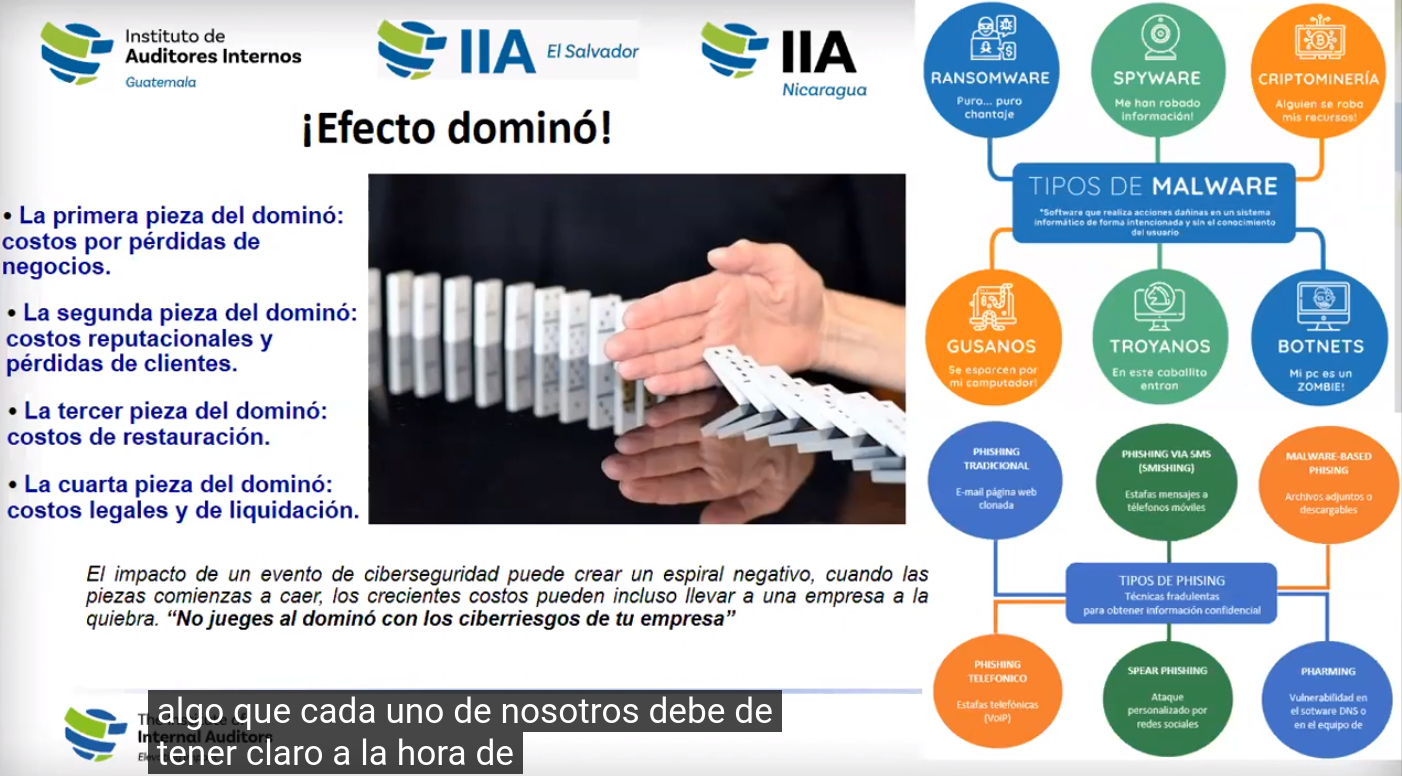 Instituto de
Auditores Internos
Guatemala
IIA El Salvador
IIA
Nicaragua
¡Efecto dominó!
• La primera pieza del dominó:
costos por pérdidas de
negocios.
• La segunda pieza del dominó:
costos reputacionales y
pérdidas de clientes.
• La tercer pieza del dominó:
costos de restauración.
• La cuarta pieza del dominó:
costos legales y de liquidación.
El impacto de un evento de ciberseguridad puede crear un espiral negativo, cuando las
piezas comienzas a caer, los crecientes costos pueden incluso llevar a una empresa a la
quiebra. “No jueges al dominó con los ciberriesgos de tu empresa”
RANSOMWARE
Puro... puro
chantaje
SPYWARE
Me han robado
información!
CRIPTOMINERÍA
Alguien se roba
mis recursos!
TIPOS DE MALWARE
*Software que realiza acciones dañinas en un sistema
informático de forma intencionada y sin el conocimiento
del usuario
GUSANOS
Se esparcen por
mi computador!
TROYANOS
En este caballito
entran
BOTNETS
Mi pc es un
ZOMBIE!
PHISHING
TRADICIONAL
E-mail página web
clonada
PHISHING VIA SMS
(SMISHING)
Estafas mensajes a
télefonos móviles
MALWARE-BASED
PHISING
Archivos adjuntos o
descargables
TIPOS DE PHISING
Técnicas fradulentas
para obtener información confidencial
PHISHING
TELEFONICO
Estafas telefónicas
(VoiP)
SPEAR PHISHING
Ataque
personalizado por
redes sociales
PHARMING
Vulnerabilidad en
el sotware DNS o
en el equipo de
The Institute of
Internal Auditors
algo que cada uno de nosotros debe de
tener claro a la hora de